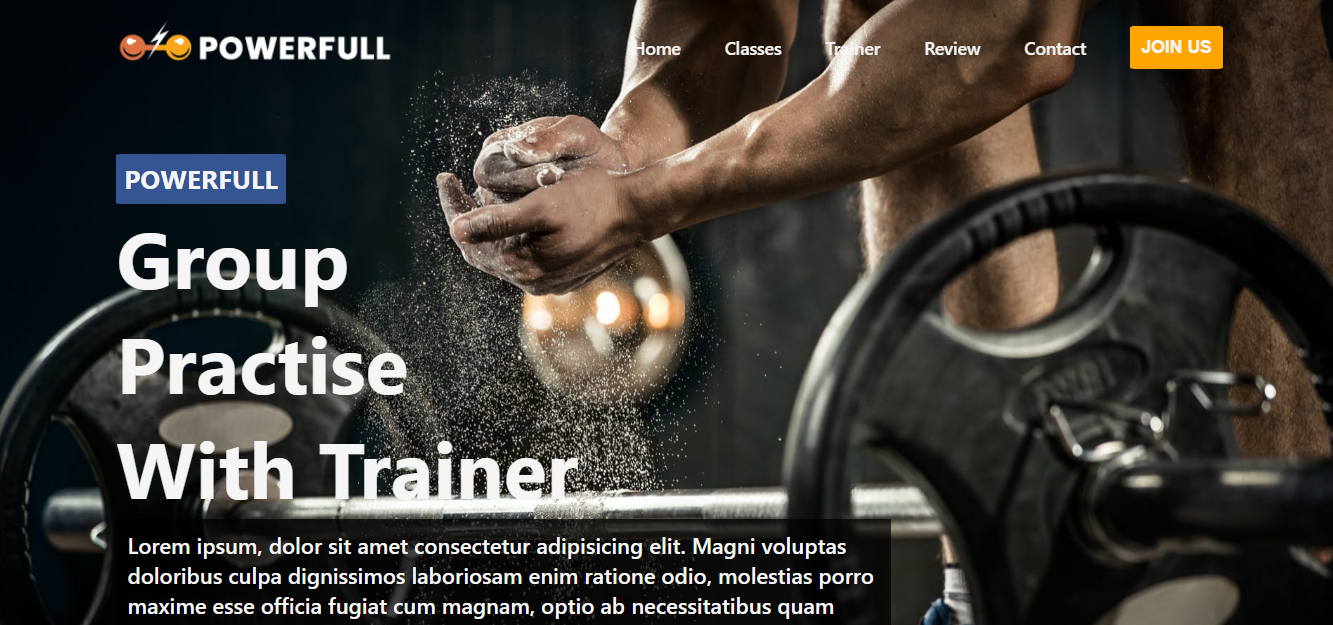 POWERFULL
Home Classes Trainer Review Contact JOIN US
POWERFULL
Group
Practise
With Trainer
Lorem ipsum, dolor sit amet consectetur adipisicing elit. Magni voluptas
doloribus culpa dignissimos laboriosam enim ratione odio, molestias porro
maxime esse officia fugiat cum magnam, optio ab necessitatibus quam